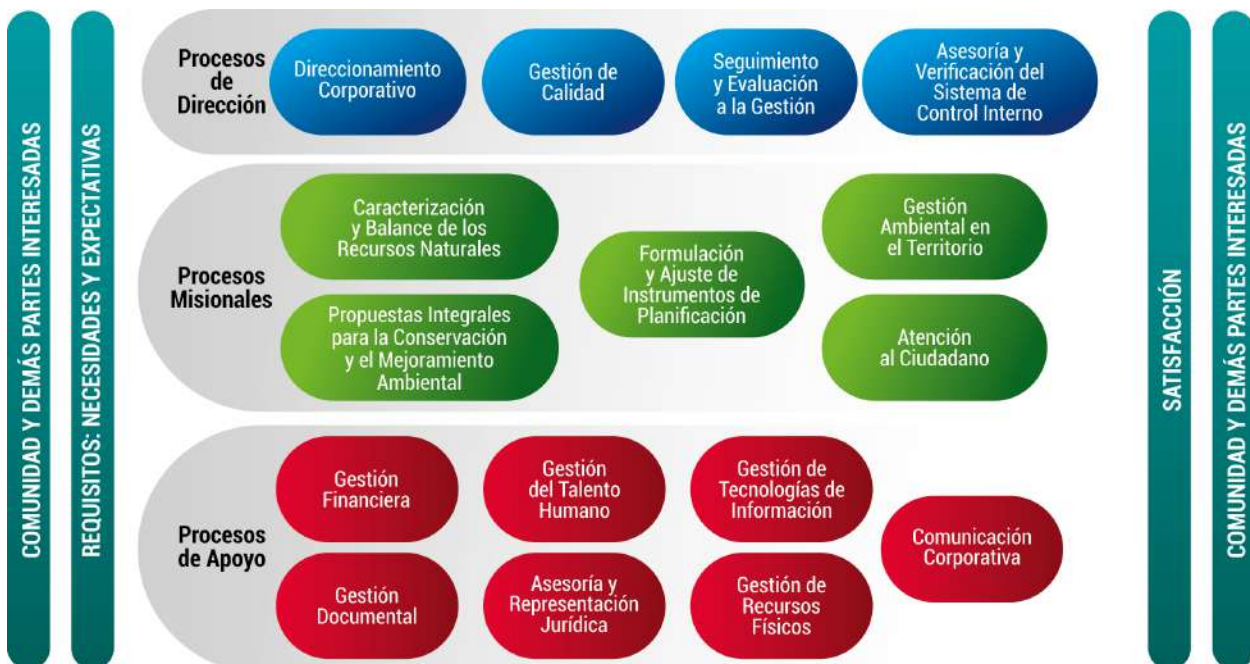 COMUNIDAD Y DEMÁS PARTES INTERESADAS
REQUISITOS: NECESIDADES Y EXPECTATIVAS
Procesos
de
Dirección
Direccionamiento
Corporativo
Gestión de
Calidad
Seguimiento
y Evaluación
a la Gestión
Asesoría y
Verificación del
Sistema de
Control Interno
Procesos
Misionales
Caracterización
y Balance de los
Recursos Naturales
Propuestas Integrales
para la Conservación
y el Mejoramiento
Ambiental
Formulación
y Ajuste de
Instrumentos de
Planificación
Gestión
Ambiental en
el Territorio
Atención
al Ciudadano
Procesos
de Apoyo
Gestión
Financiera
Gestión
del Talento
Humano
Gestión de
Tecnologías de
Información
Gestión
Documental
Asesoría y
Representación
Jurídica
Gestión de
Recursos
Físicos
Comunicación
Corporativa
SATISFACCIÓN
COMUNIDAD Y DEMÁS PARTES INTERESADAS